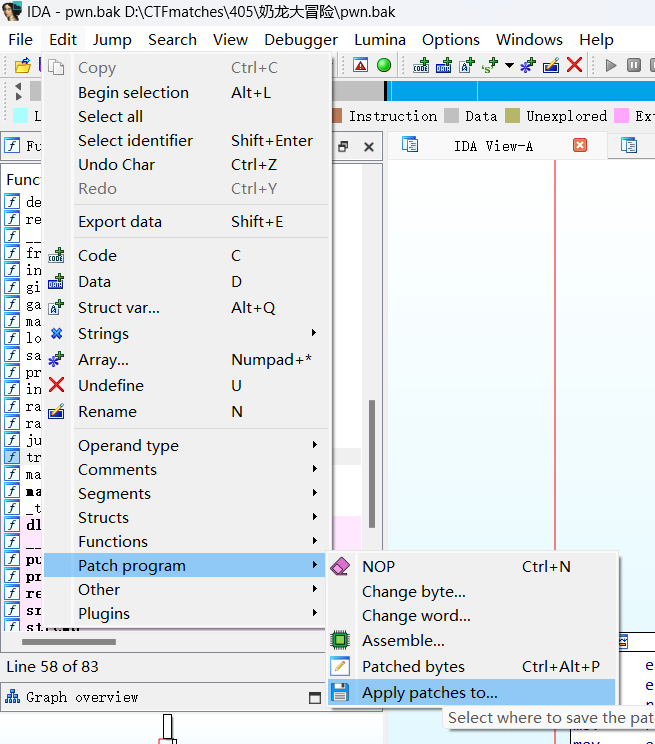 IDA - pwn.bak D:\CTFmatches\405\奶龙大冒险\pwn.bak
File Edit Jump Search View Debugger Lumina Options Windows Help
Copy Ctrl+C
Begin selection Alt+L
Select all
Select identifier Shift+Enter
Undo Char Ctrl+Z
Redo Ctrl+Y
Export data Shift+E
Code C
Data D
Struct var... Alt+Q
Strings
Array... Numpad+*
Undefine U
Rename N
Operand type
Comments
Segments
Structs
Functions
Patch program
Other
Plugins
Instruction Data Unexplored Ex
IDA View-A
Func
de
re
fr
in
gi
ga
ma
lo
sa
pr
in
ra
ra
ju
tr
ma
ma
_t
dl
pu
pr
re
sr
strcmp
NOP Ctrl+N
Change byte...
Change word...
Assemble...
Patched bytes Ctrl+Alt+P
Apply patches to...
Select where to save the pat
Line 58 of 83
Graph overview